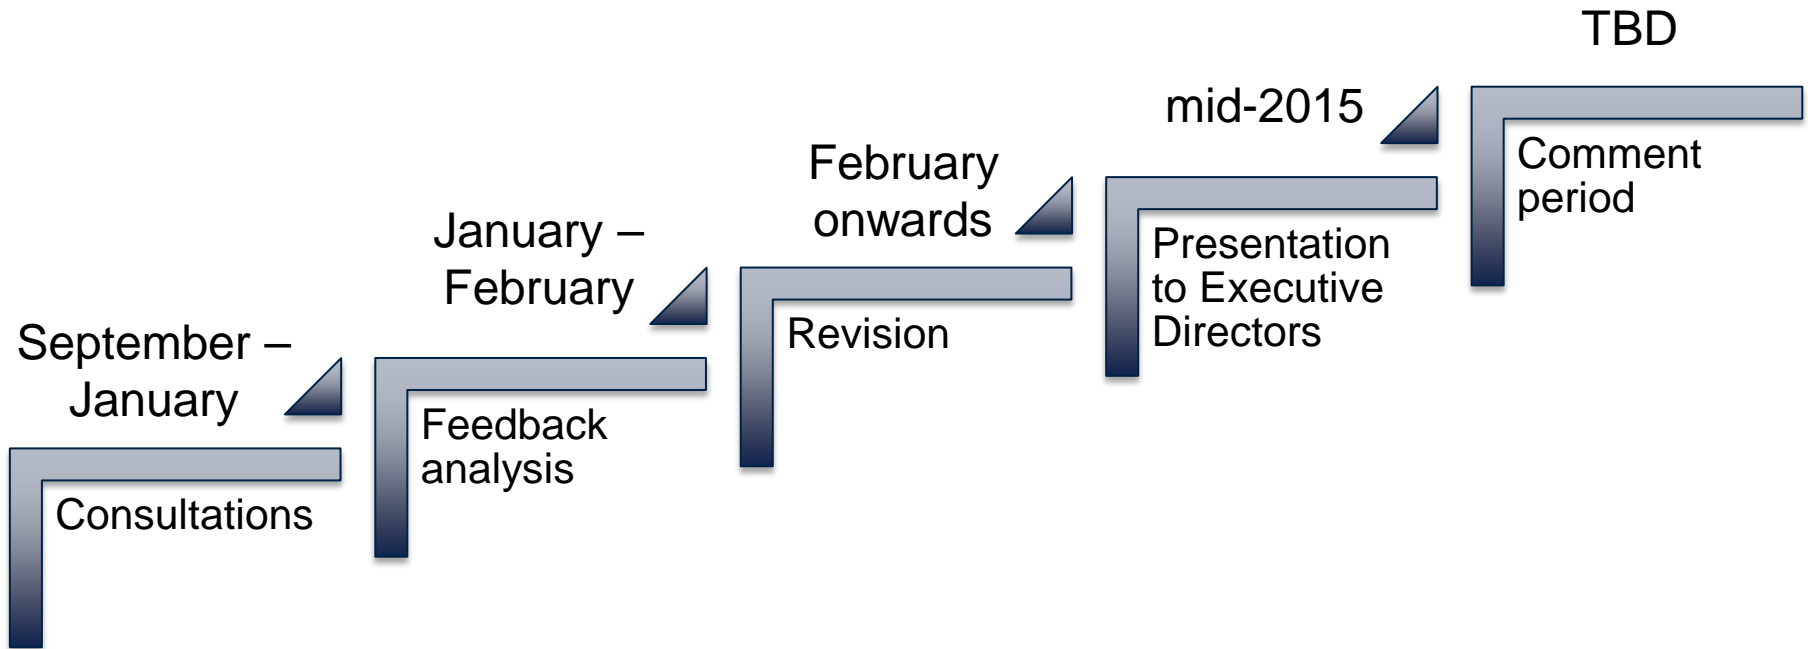 September –
January
Consultations
January –
February
Feedback
analysis
February
onwards
Revision
mid-2015
Presentation
to Executive
Directors
TBD
Comment
period